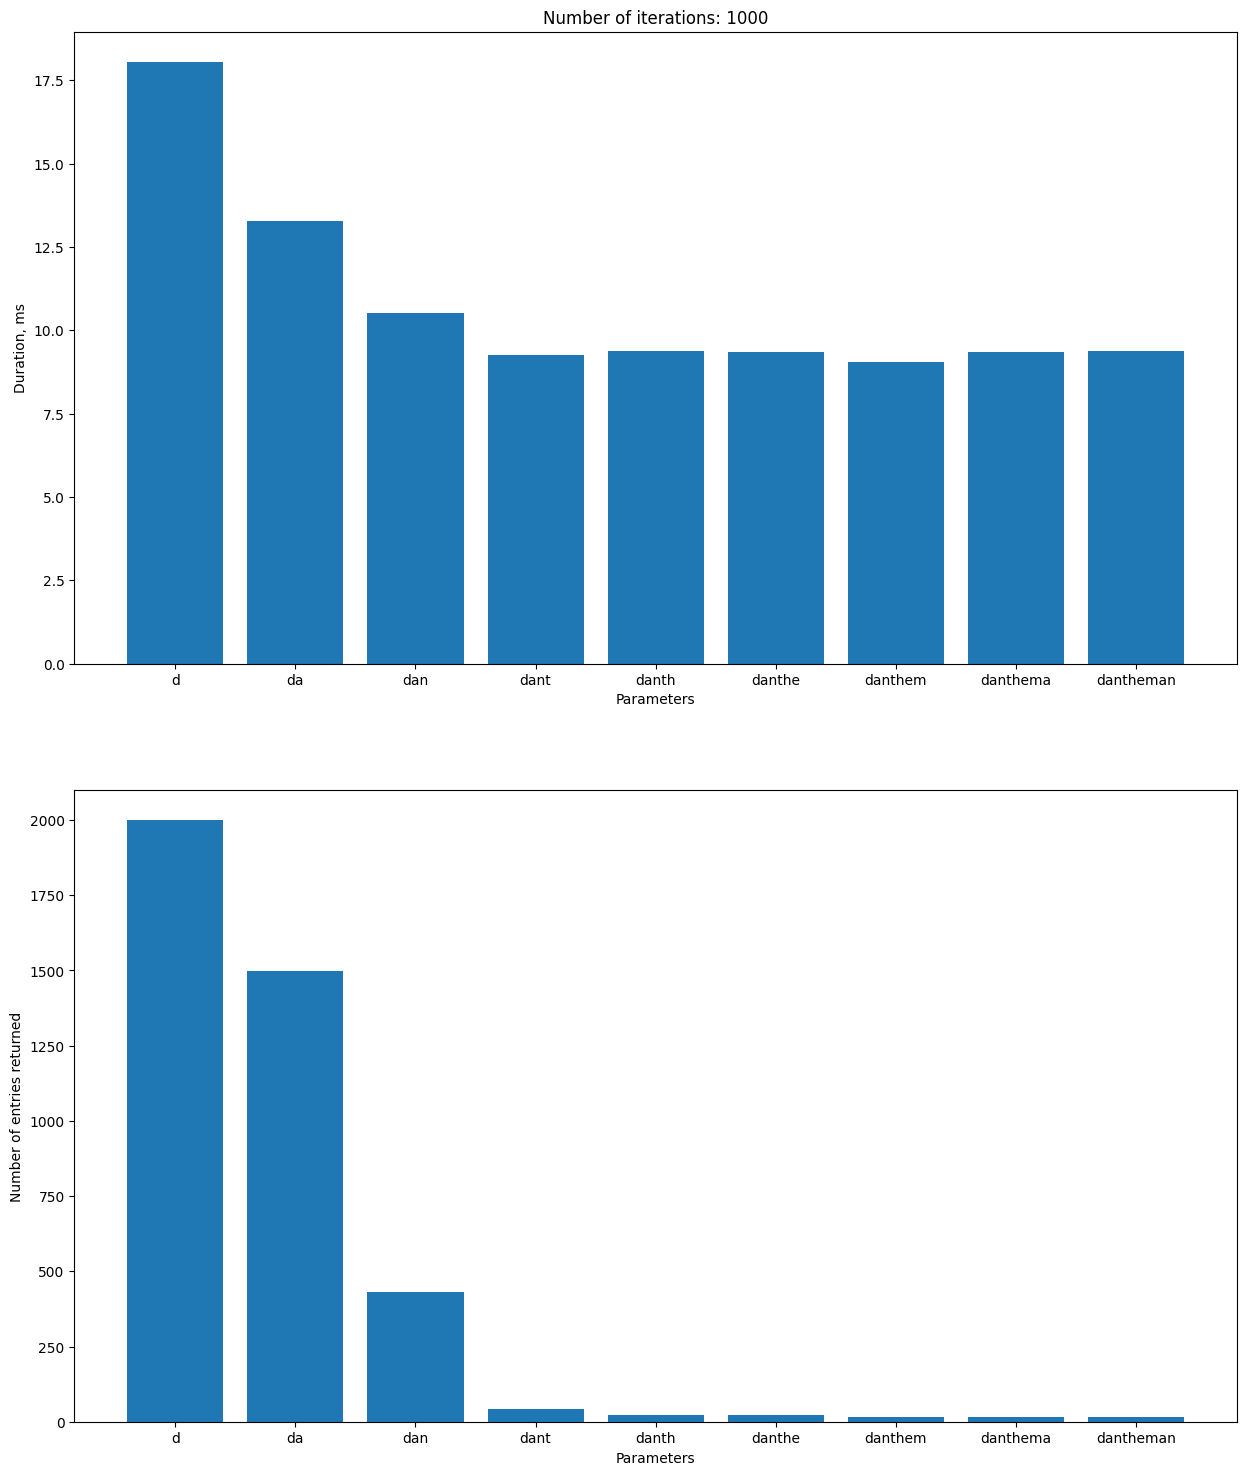 Number of iterations: 1000
17.5
15.0
12.5
10.0
7.5
5.0
2.5
0.0
Duration, ms
d da dan dant danth danthe danthem danthema dantheman
Parameters
2000
1750
1500
1250
1000
750
500
250
0
Number of entries returned
d da dan dant danth danthe danthem danthema dantheman
Parameters